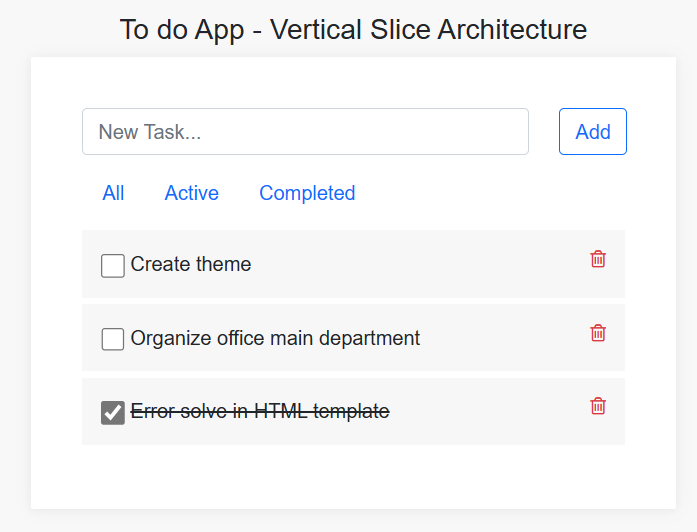 To do App - Vertical Slice Architecture
New Task...
Add
All Active Completed
Create theme
Organize office main department
Error solve in HTML template